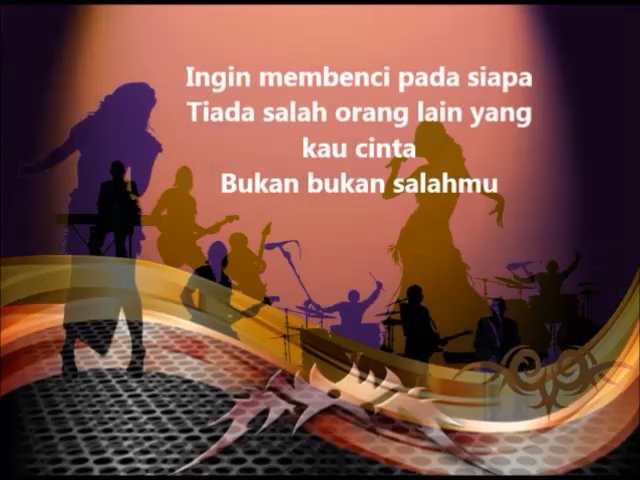 Ingin membenci pada siapa
Tiada salah orang lain yang
kau cinta
Bukan bukan salahmu